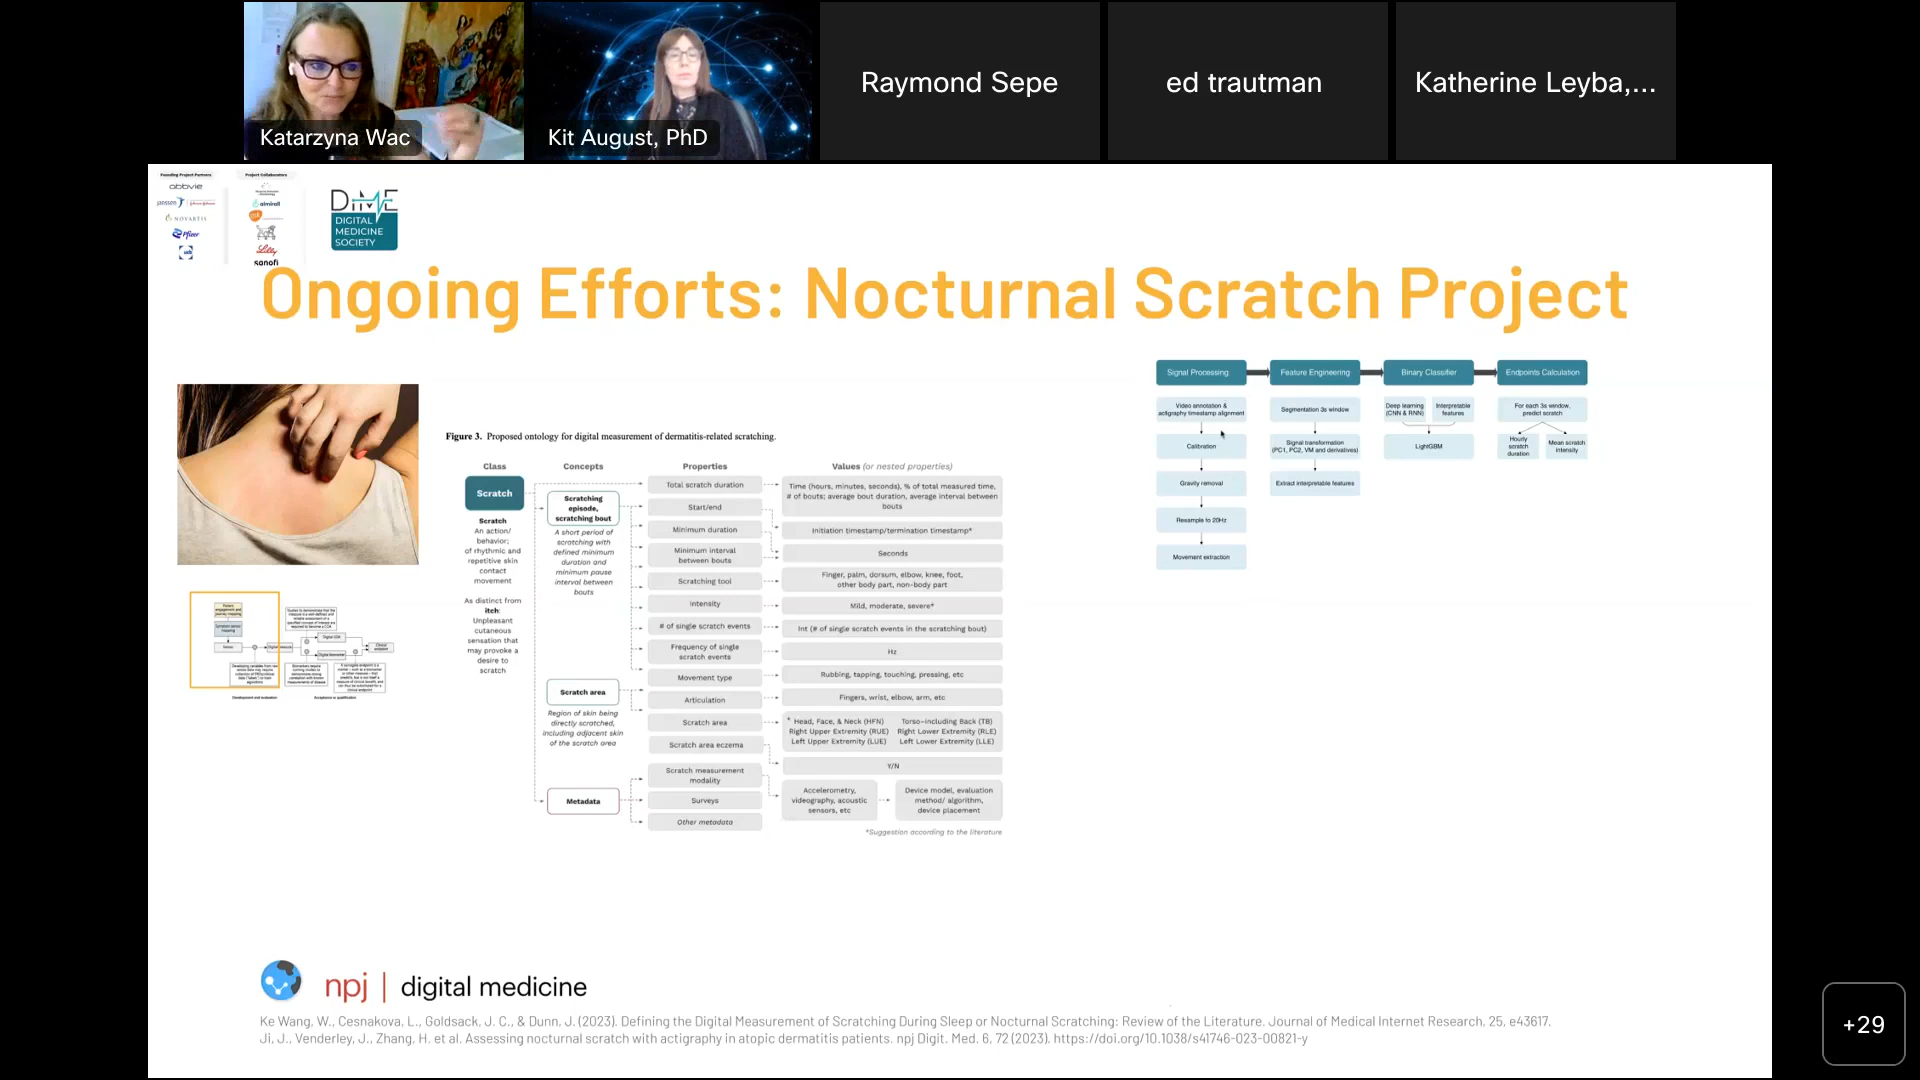 Katarzyna Wac
Kit August, PhD
Raymond Sepe
ed trautman
Katherine Leyba,...
Founding Project Partners
Project Collaborators
abbvie
janssen
NOVARTIS
Pfizer
ucb
almirall
Lilly
sanofi
DiME
DIGITAL
MEDICINE
SOCIETY
Ongoing Efforts: Nocturnal Scratch Project
Figure 3. Proposed ontology for digital measurement of dermatitis-related scratching.
Class
Concepts
Properties
Values (or nested properties)
Scratch
Scratch
An action/
behavior;
of rhythmic and
repetitive skin
contact
movement
As distinct from
itch:
Unpleasant
cutaneous
sensation that
may provoke a
desire to
scratch
Scratching
episode,
scratching bout
A short period of
scratching with
defined minimum
duration and
minimum pause
interval between
bouts
Scratch area
Region of skin being
directly scratched,
including adjacent skin
of the scratch area
Metadata
Total scratch duration
Start/end
Minimum duration
Minimum interval
between bouts
Scratching tool
Intensity
# of single scratch events
Frequency of single
scratch events
Movement type
Articulation
Scratch area
Scratch area eczema
Scratch measurement
modality
Surveys
Other metadata
Time (hours, minutes, seconds), % of total measured time,
# of bouts; average bout duration, average interval between
bouts
Initiation timestamp/termination timestamp*
Seconds
Finger, palm, dorsum, elbow, knee, foot,
other body part, non-body part
Mild, moderate, severe*
Int (# of single scratch events in the scratching bout)
Hz
Rubbing, tapping, touching, pressing, etc
Fingers, wrist, elbow, arm, etc
* Head, Face, & Neck (HFN) Torso-including Back (TB)
Right Upper Extremity (RUE) Right Lower Extremity (RLE)
Left Upper Extremity (LUE) Left Lower Extremity (LLE)
Y/N
Accelerometry,
videography, acoustic
sensors, etc
Device model, evaluation
method/ algorithm,
device placement
*Suggestion according to the literature
Signal Processing
Feature Engineering
Binary Classifier
Endpoints Calculation
Video annotation &
actigraphy timestamp alignment
Calibration
Gravity removal
Resample to 20Hz
Movement extraction
Segmentation 3s window
Signal transformation
(PC1, PC2, VM and derivatives)
Extract interpretable features
Deep learning
(CNN & RNN)
Interpretable
features
LightGBM
For each 3s window,
predict scratch
Hourly
scratch
duration
Mean scratch
intensity
npj | digital medicine
Ke Wang, W., Cesnakova, L., Goldsack, J. C., & Dunn, J. (2023). Defining the Digital Measurement of Scratching During Sleep or Nocturnal Scratching: Review of the Literature. Journal of Medical Internet Research, 25, e43617.
Ji, J., Venderley, J., Zhang, H. et al. Assessing nocturnal scratch with actigraphy in atopic dermatitis patients. npj Digit. Med. 6, 72 (2023). https://doi.org/10.1038/s41746-023-00821-y
+29